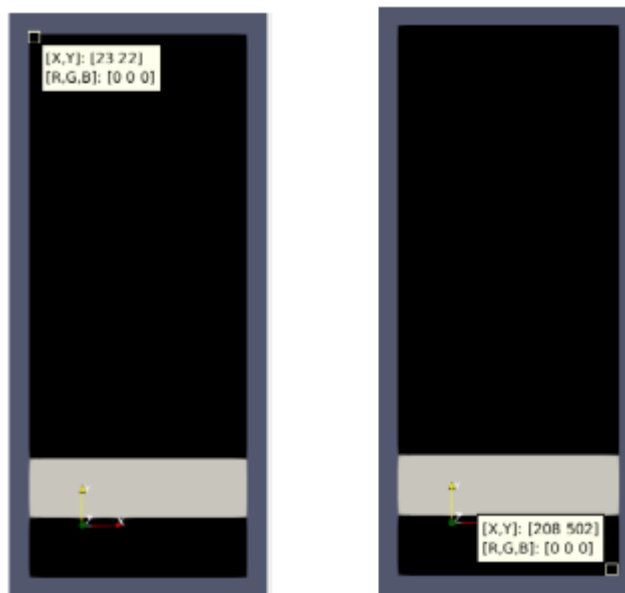 [X,Y]: [23 22]
[R,G,B]: [0 0 0]
Y
Z
X
[X,Y]: [208 502]
[R,G,B]: [0 0 0]
Y
Z